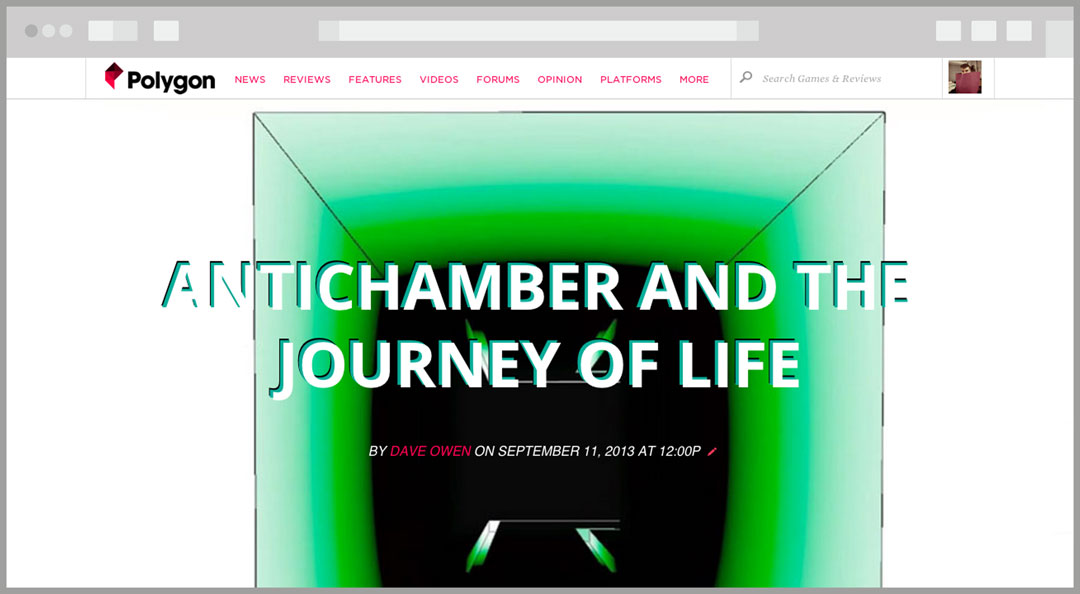 Polygon NEWS REVIEWS FEATURES VIDEOS FORUMS OPINION PLATFORMS MORE Search Games & Reviews
ANTICHAMBER AND THE
JOURNEY OF LIFE
BY DAVE OWEN ON SEPTEMBER 11, 2013 AT 12:00P